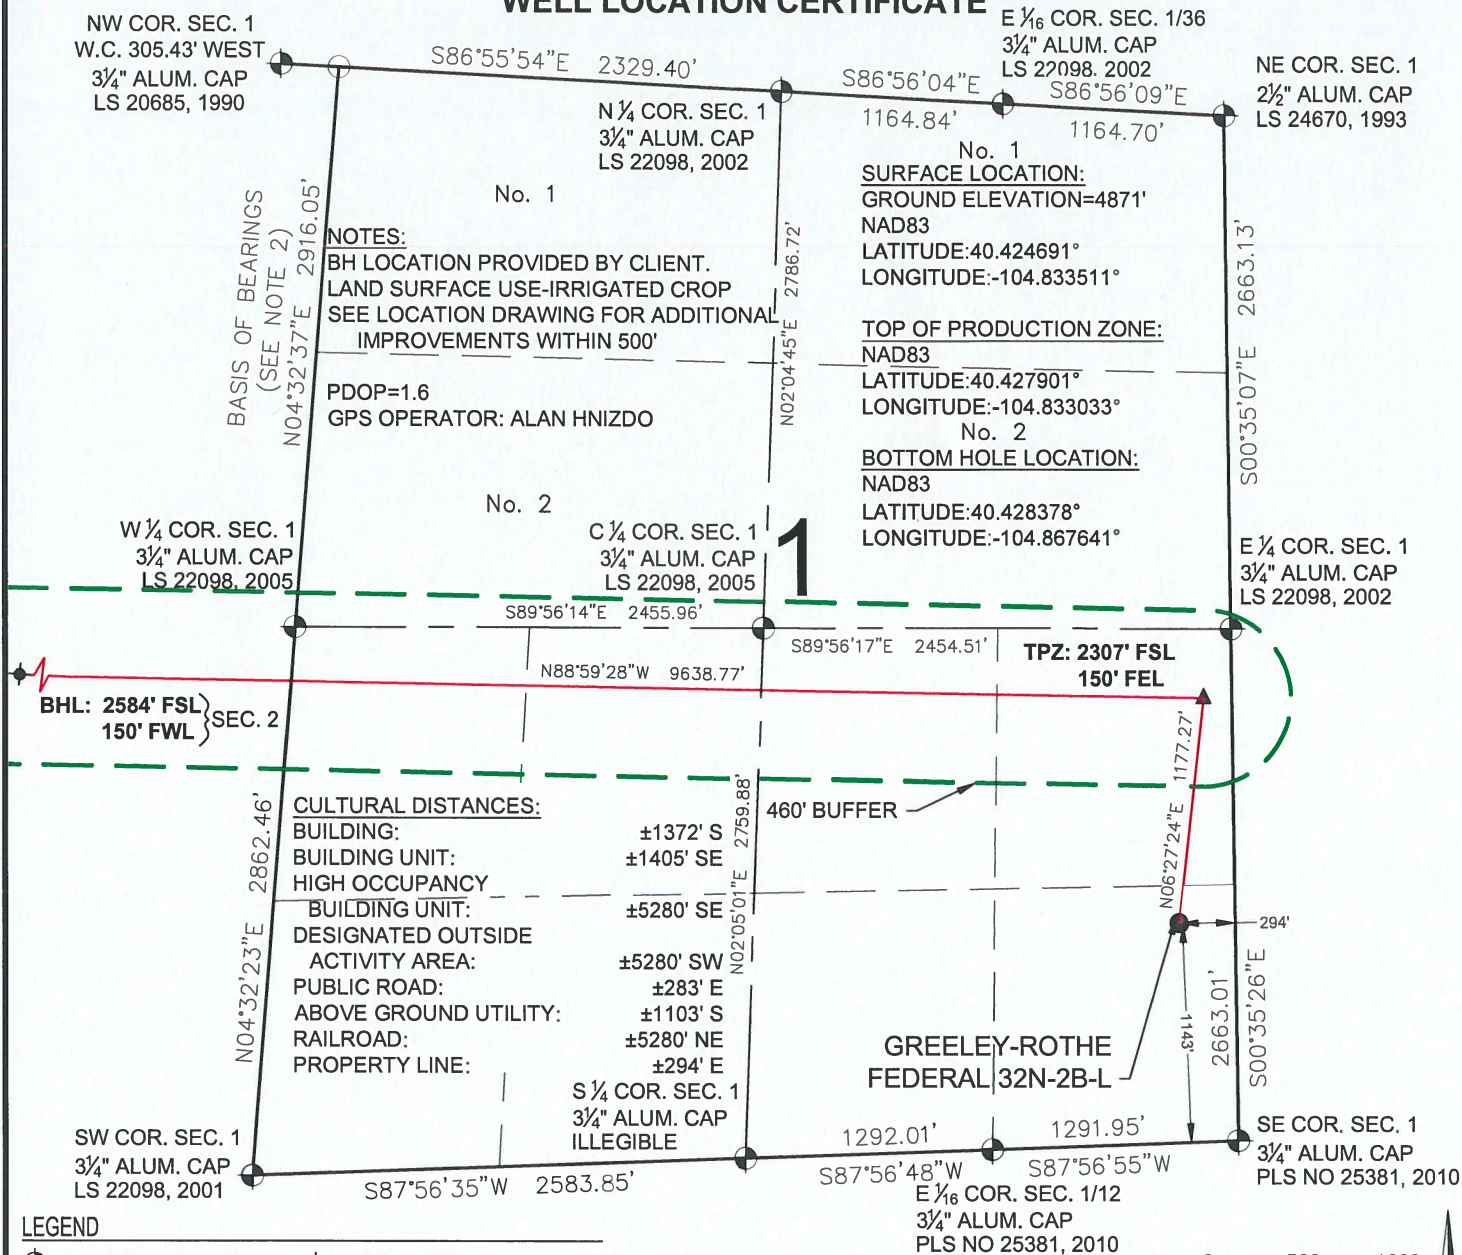 WELL LOCATION CERTIFICATE
NW COR. SEC. 1
W.C. 305.43' WEST
3¼" ALUM. CAP
LS 20685, 1990
S86°55'54"E 2329.40'
N ¼ COR. SEC. 1
3¼" ALUM. CAP
LS 22098, 2002
S86°56'04"E
1164.84'
E 1⁄16 COR. SEC. 1/36
3¼" ALUM. CAP
LS 22098. 2002
S86°56'09"E
1164.70'
NE COR. SEC. 1
2½" ALUM. CAP
LS 24670, 1993
BASIS OF BEARINGS
(SEE NOTE 2)
N04°32'37"E 2916.05'
No. 1
NOTES:
BH LOCATION PROVIDED BY CLIENT.
LAND SURFACE USE-IRRIGATED CROP
SEE LOCATION DRAWING FOR ADDITIONAL
IMPROVEMENTS WITHIN 500'
PDOP=1.6
GPS OPERATOR: ALAN HNIZDO
No. 2
N02°04'45"E 2786.72'
No. 1
SURFACE LOCATION:
GROUND ELEVATION=4871'
NAD83
LATITUDE:40.424691°
LONGITUDE:-104.833511°
TOP OF PRODUCTION ZONE:
NAD83
LATITUDE:40.427901°
LONGITUDE:-104.833033°
No. 2
BOTTOM HOLE LOCATION:
NAD83
LATITUDE:40.428378°
LONGITUDE:-104.867641°
S00°35'07"E 2663.13'
W ¼ COR. SEC. 1
3¼" ALUM. CAP
LS 22098, 2005
C ¼ COR. SEC. 1
3¼" ALUM. CAP
LS 22098, 2005
1
E ¼ COR. SEC. 1
3¼" ALUM. CAP
LS 22098, 2002
S89°56'14"E 2455.96'
S89°56'17"E 2454.51'
TPZ: 2307' FSL
150' FEL
N88°59'28"W 9638.77'
BHL: 2584' FSL
150' FWL
SEC. 2
N06°27'24"E 1177.27'
460' BUFFER
N04°32'23"E 2862.46'
CULTURAL DISTANCES:
BUILDING: ±1372' S
BUILDING UNIT: ±1405' SE
HIGH OCCUPANCY
BUILDING UNIT: ±5280' SE
DESIGNATED OUTSIDE
ACTIVITY AREA: ±5280' SW
PUBLIC ROAD: ±283' E
ABOVE GROUND UTILITY: ±1103' S
RAILROAD: ±5280' NE
PROPERTY LINE: ±294' E
N02°05'01"E 2759.88'
294'
1143'
S00°35'26"E
2663.01'
GREELEY-ROTHE
FEDERAL 32N-2B-L
S ¼ COR. SEC. 1
3¼" ALUM. CAP
ILLEGIBLE
SW COR. SEC. 1
3¼" ALUM. CAP
LS 22098, 2001
S87°56'35"W 2583.85'
1292.01'
S87°56'48"W
1291.95'
S87°56'55"W
E 1⁄16 COR. SEC. 1/12
3¼" ALUM. CAP
PLS NO 25381, 2010
SE COR. SEC. 1
3¼" ALUM. CAP
PLS NO 25381, 2010
LEGEND